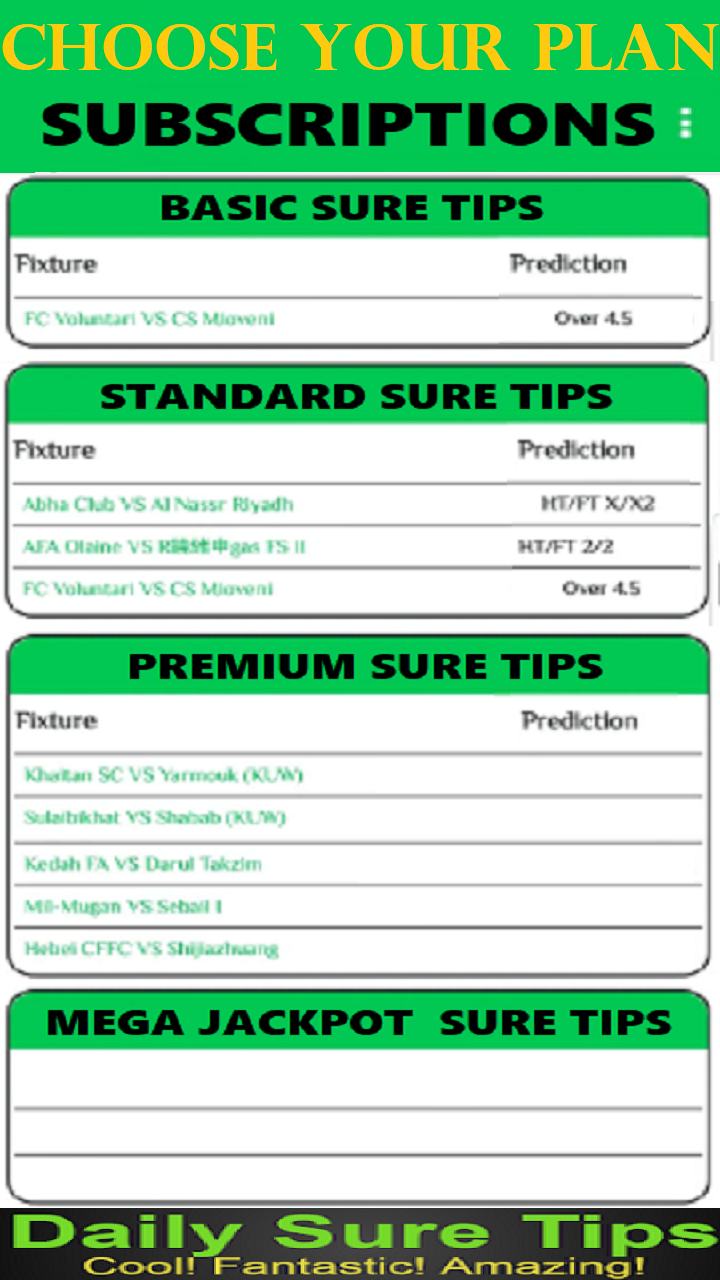 CHOOSE YOUR PLAN
SUBSCRIPTIONS
BASIC SURE TIPS
Fixture Prediction
FC Voluntari VS CS Mioveni Over 4.5
STANDARD SURE TIPS
Fixture Prediction
Abha Club VS Al Nassr Riyadh HT/FT X/X2
AFA Olaine VS FS II HT/FT 2/2
FC Voluntari VS CS Mioveni Over 4.5
PREMIUM SURE TIPS
Fixture Prediction
Khaitan SC VS Yarmouk (KUW)
Sulaibikhat VS Shabab (KUW)
Kedah FA VS Darul Takzim
Mil-Mugan VS Sebail I
Hebei CFFC VS Shijiazhuang
MEGA JACKPOT SURE TIPS
Daily Sure Tips
Cool! Fantastic! Amazing!